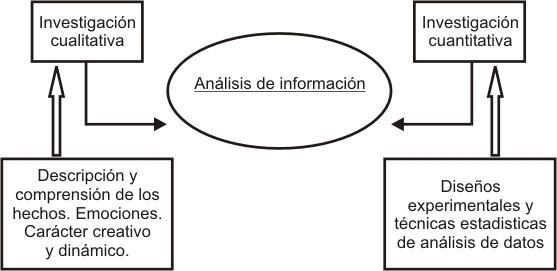 Investigación
cualitativa
Investigación
cuantitativa
Análisis de información
Descripción y
comprensión de los
hechos. Emociones.
Carácter creativo
y dinámico.
Diseños
experimentales y
técnicas estadisticas
de análisis de datos